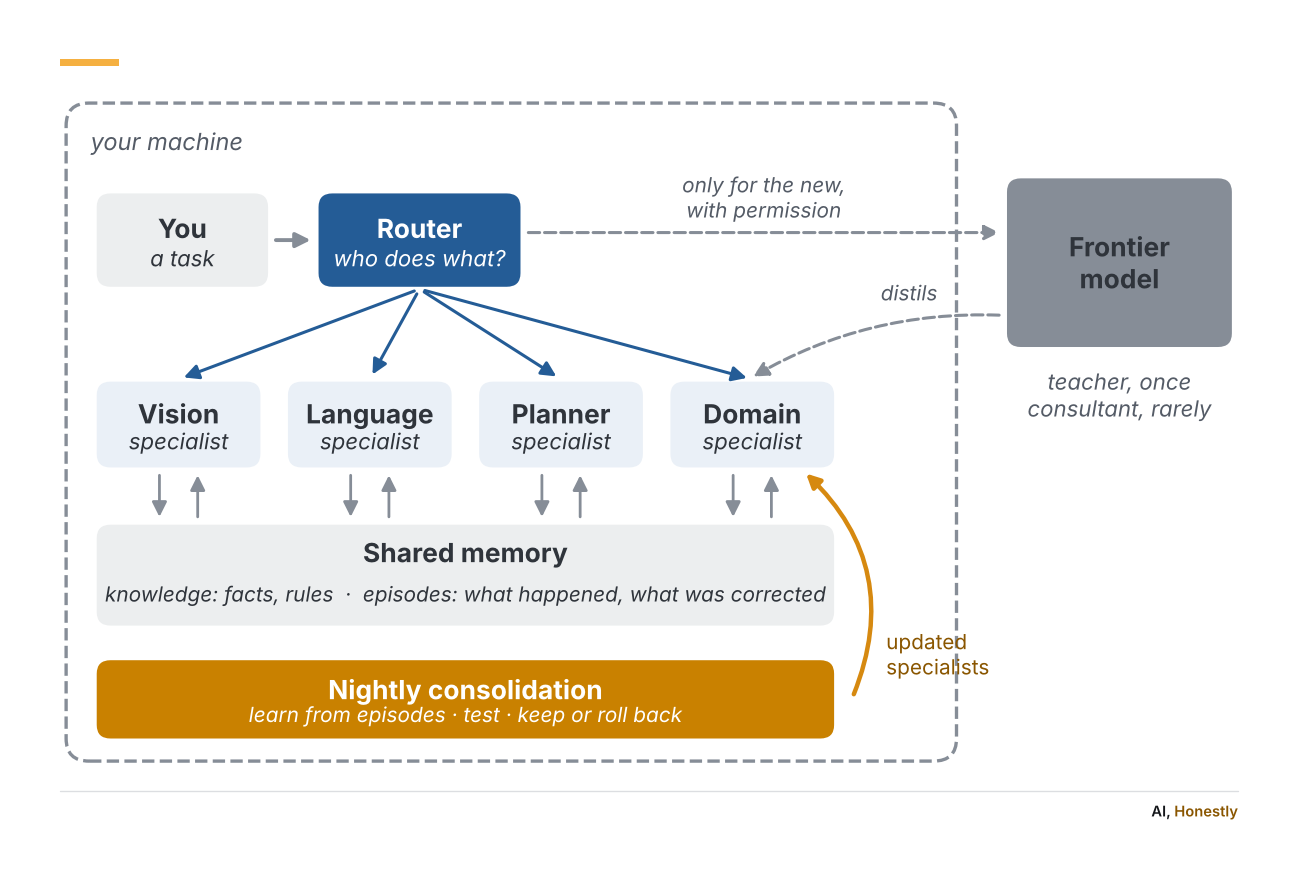 your machine
You
a task
Router
who does what?
only for the new,
with permission
Frontier
model
distils
teacher, once
consultant, rarely
Vision
specialist
Language
specialist
Planner
specialist
Domain
specialist
Shared memory
knowledge: facts, rules · episodes: what happened, what was corrected
updated
specialists
Nightly consolidation
learn from episodes · test · keep or roll back
AI, Honestly